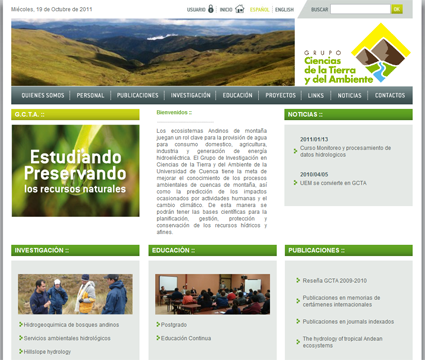 Miécoles, 19 de Octubre de 2011
USUARIO INICIO ESPAÑOL | ENGLISH
BUSCAR OK
GRUPO
Ciencias
de la Tierra
y del Ambiente
QUIENES SOMOS PERSONAL PUBLICACIONES INVESTIGACIÓN EDUCACIÓN PROYECTOS LINKS NOTICIAS CONTACTOS
G.C.T.A. ::
Estudiando
Preservando
los recursos naturales
Bienvenidos ::
Los ecosistemas Andinos de montaña
juegan un rol clave para la provisión de agua
para consumo domestico, agricultura,
industria y generación de energía
hidroeléctrica. El Grupo de Investigación en
Ciencias de la Tierra y del Ambiente de la
Universidad de Cuenca tiene la meta de
mejorar el conocimiento de los procesos
ambientales de cuencas de montaña, así
como la predicción de los impactos
ocasionados por actividades humanas y el
cambio climático. De esta manera se
podrán tener las bases científicas para la
planificación, gestión, protección y
conservación de los recursos hídricos y
afines.
NOTICIAS ::
2011/01/13
Curso Monitoreo y procesamiento de
datos hidrologicos
2010/04/05
UEM se convierte en GCTA
INVESTIGACIÓN ::
Hidrogeoquímica de bosques andinos
Servicios ambientales hidrológicos
Hillslope hydrology
EDUCACIÓN ::
Postgrado
Educación Continua
PUBLICACIONES ::
Reseña GCTA 2009-2010
Publicaciones en memorias de
certámenes internacionales
Publicaciones en journals indexados
The hydrology of tropical Andean
ecosystems